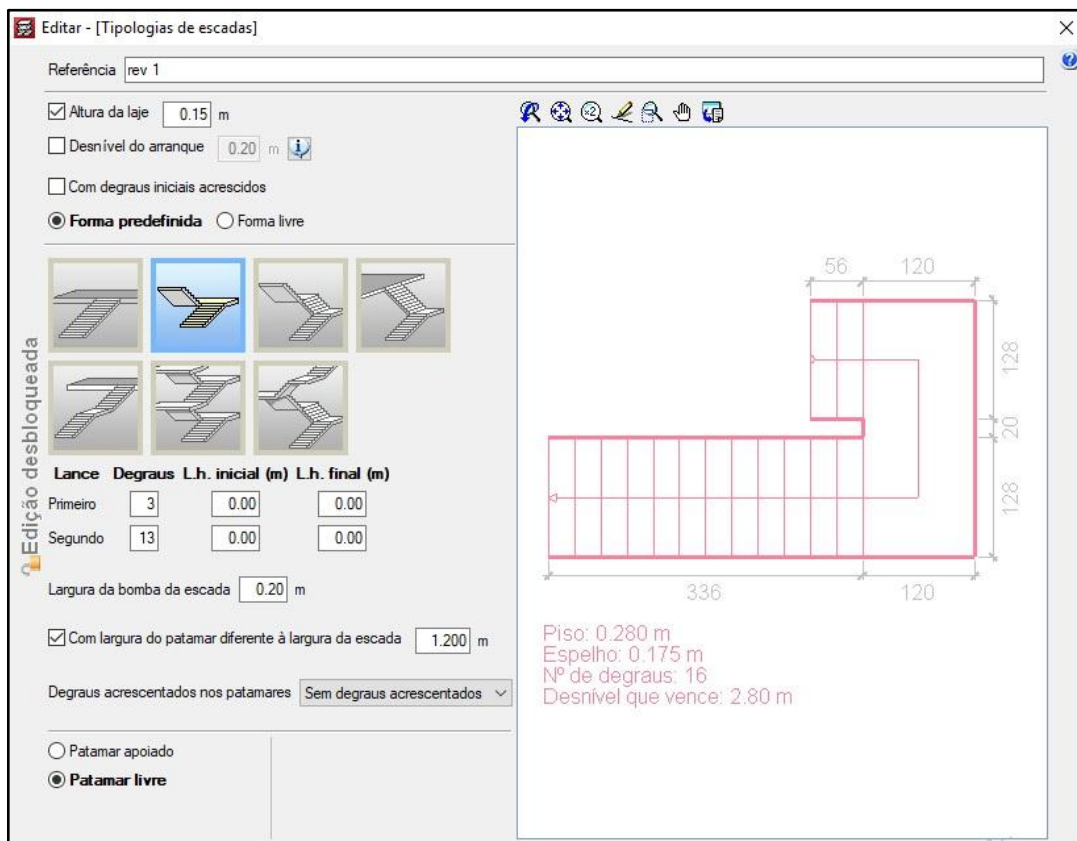 Editar - [Tipologias de escadas]
Referência rev 1
Altura da laje 0.15 m
Desnível do arranque 0.20 m
Com degraus iniciais acrescidos
Forma predefinida Forma livre
Edição desbloqueada
Lance Degraus L.h. inicial (m) L.h. final (m)
Primeiro 3 0.00 0.00
Segundo 13 0.00 0.00
Largura da bomba da escada 0.20 m
Com largura do patamar diferente à largura da escada 1.200 m
Degraus acrescentados nos patamares Sem degraus acrescentados
Patamar apoiado
Patamar livre
x2
56 120
128
20
128
336 120
Piso: 0.280 m
Espelho: 0.175 m
Nº de degraus: 16
Desnível que vence: 2.80 m